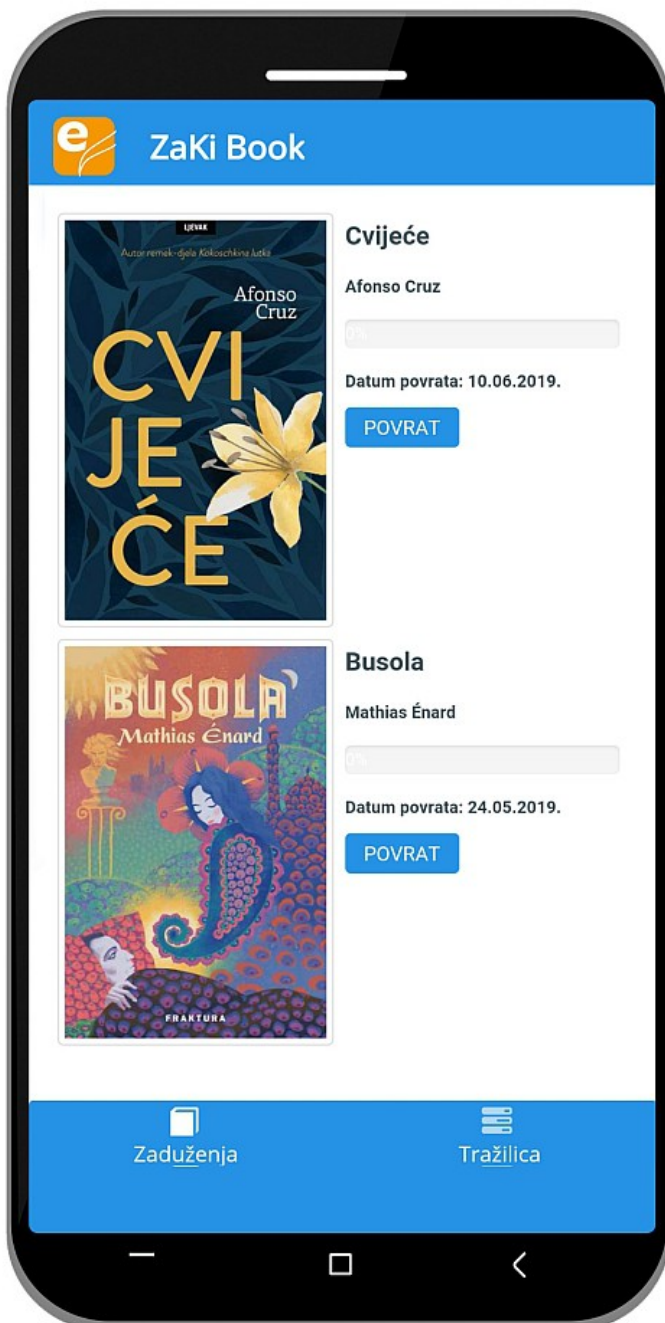 e
ZaKi Book
LJEVAK
Autor remek-djela Kokoschkina lutka
Afonso
Cruz
CVI
JE
ĆE
Cvijeće
Afonso Cruz
0%
Datum povrata: 10.06.2019.
POVRAT
BUSOLA
Mathias Énard
FRAKTURA
Busola
Mathias Énard
0%
Datum povrata: 24.05.2019.
POVRAT
Zaduženja
Tražilica